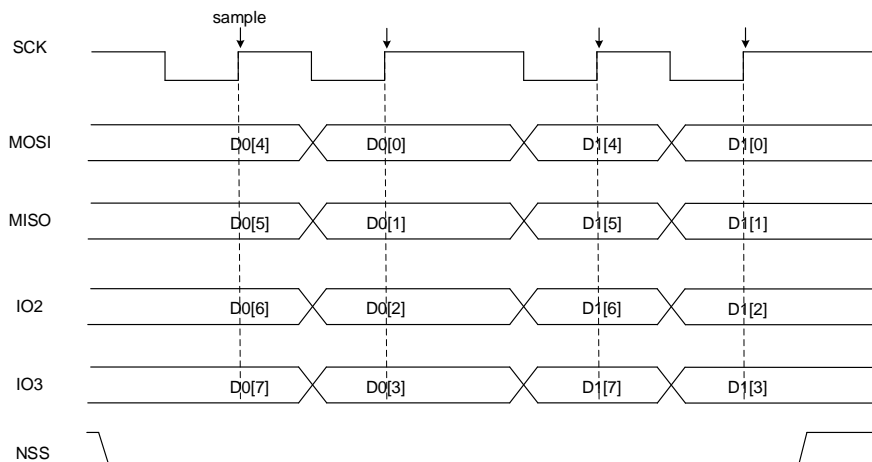 sample
SCK
MOSI D0[4] D0[0] D1[4] D1[0]
MISO D0[5] D0[1] D1[5] D1[1]
IO2 D0[6] D0[2] D1[6] D1[2]
IO3 D0[7] D0[3] D1[7] D1[3]
NSS